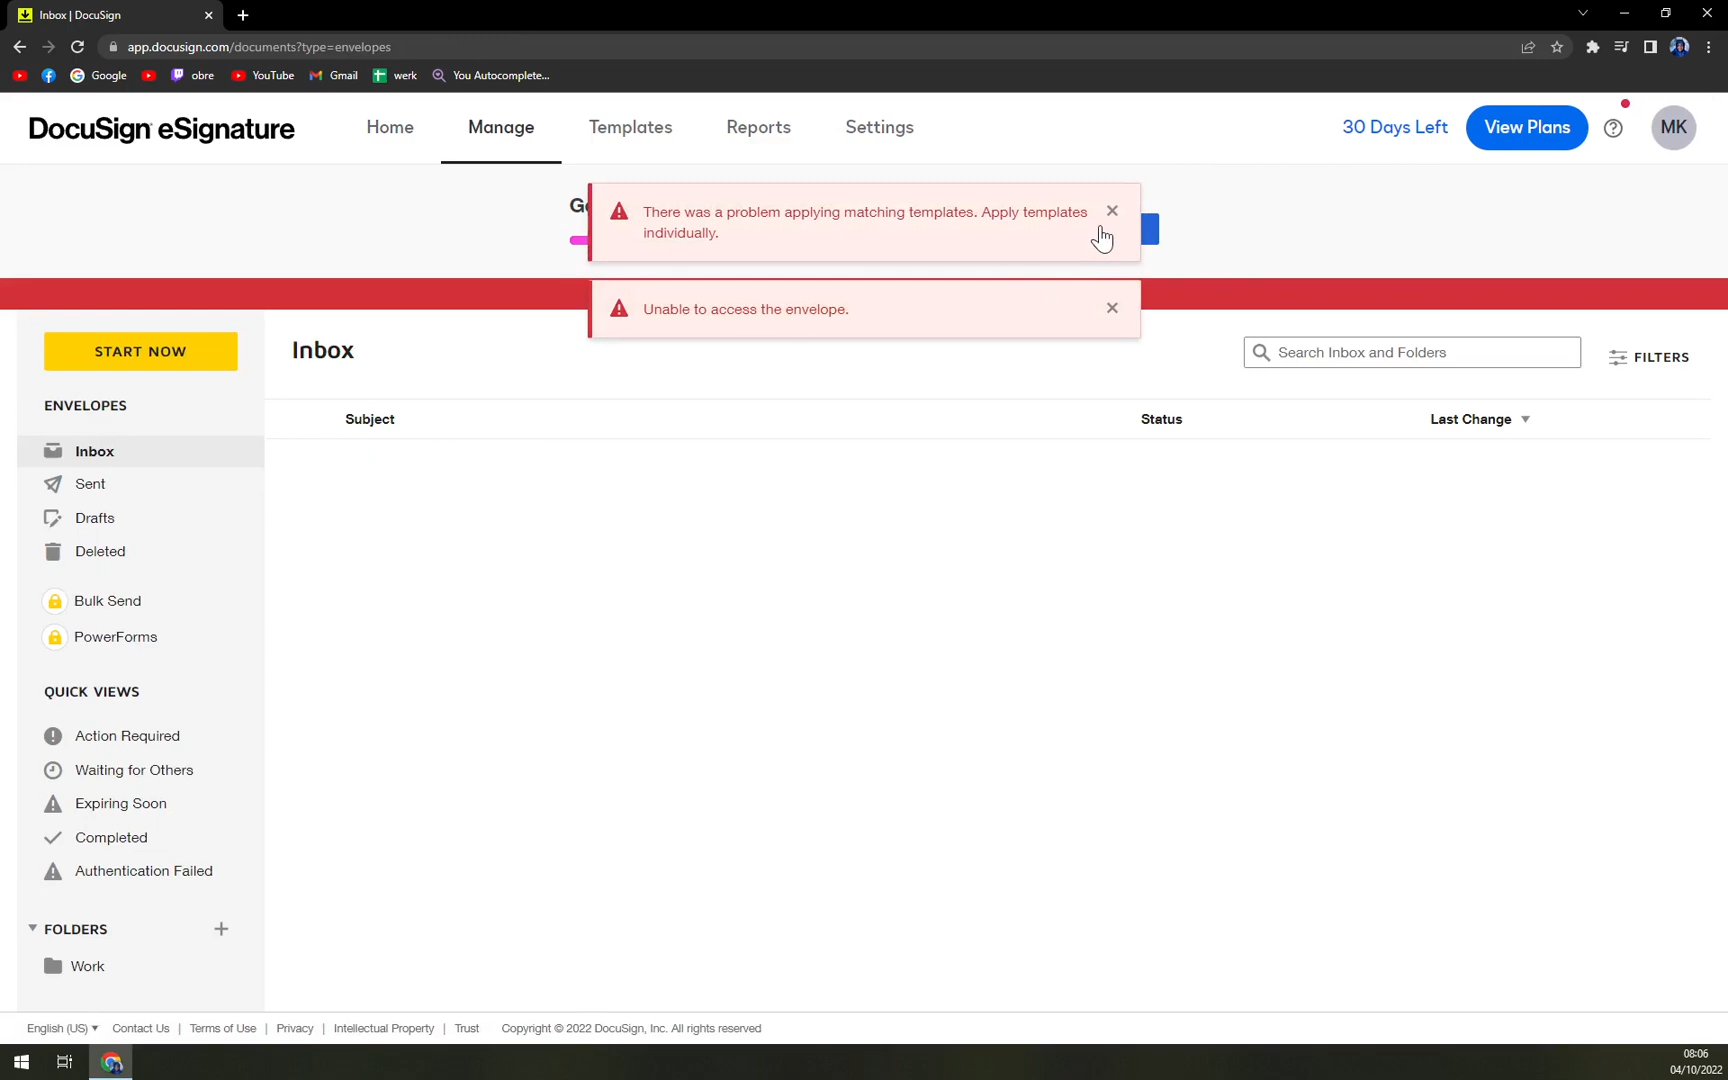 Inbox | DocuSign
app.docusign.com/documents?type=envelopes
Google
obre
YouTube
Gmail
werk
You Autocomplete...
DocuSign eSignature
Home
Manage
Templates
Reports
Settings
30 Days Left
View Plans
MK
There was a problem applying matching templates. Apply templates
individually.
Unable to access the envelope.
START NOW
Inbox
Search Inbox and Folders
FILTERS
ENVELOPES
Subject
Status
Last Change
Inbox
Sent
Drafts
Deleted
Bulk Send
PowerForms
QUICK VIEWS
Action Required
Waiting for Others
Expiring Soon
Completed
Authentication Failed
FOLDERS
Work
English (US) ▾ Contact Us | Terms of Use | Privacy | Intellectual Property | Trust Copyright © 2022 DocuSign, Inc. All rights reserved
08:06
04/10/2022